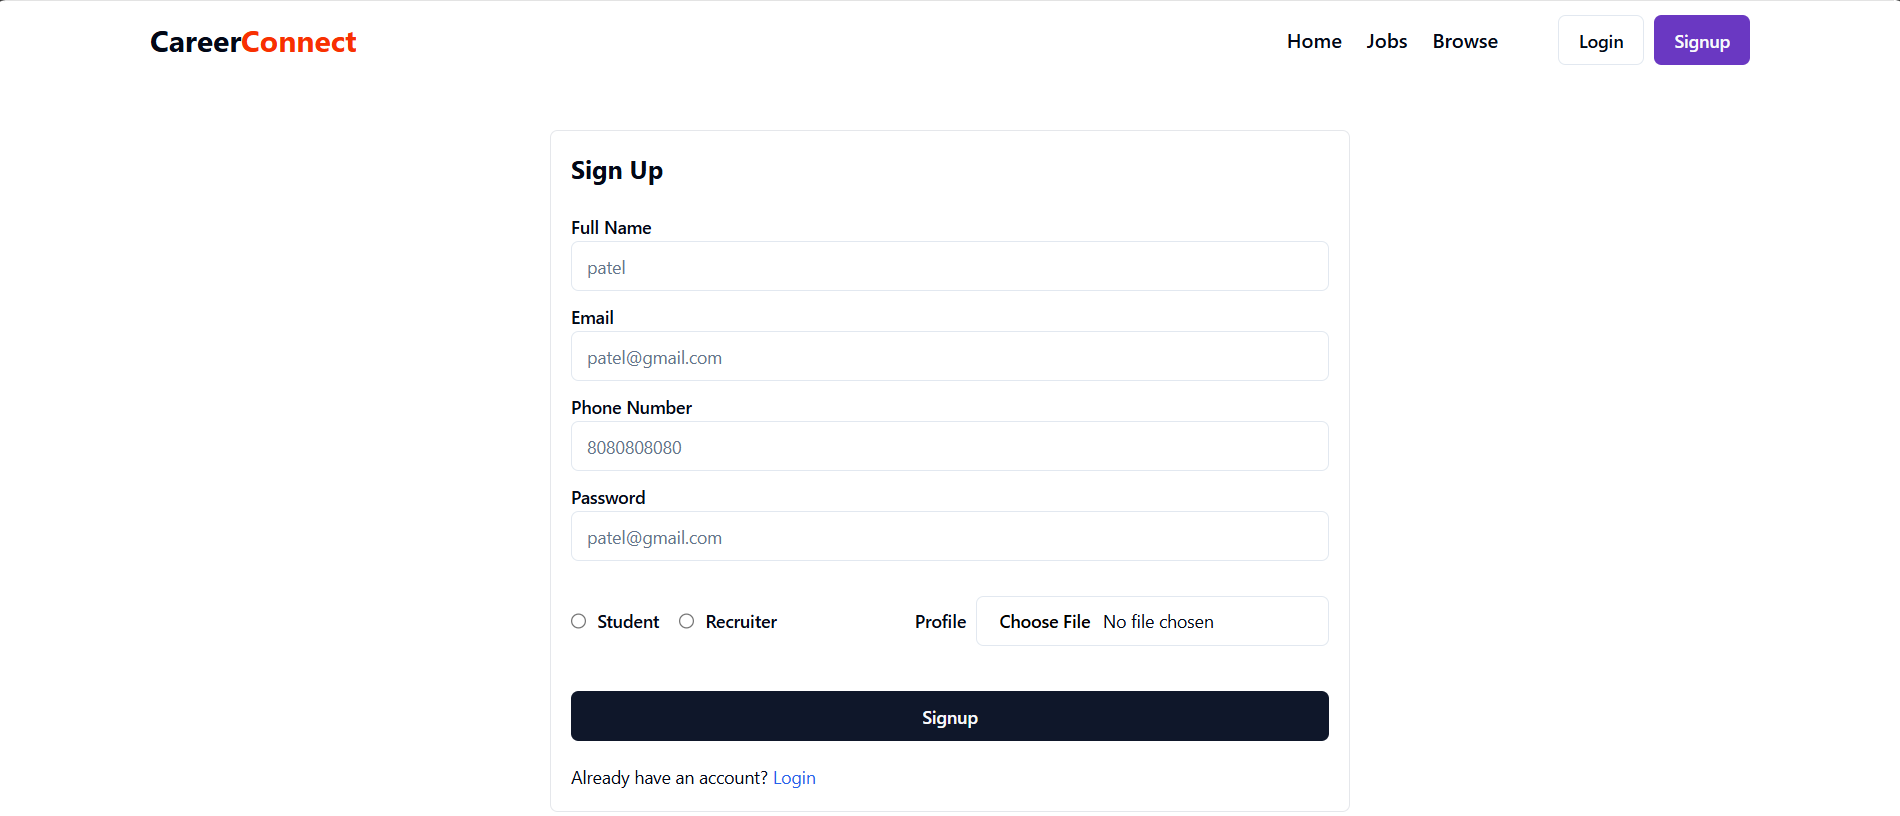 CareerConnect Home Jobs Browse Login Signup
Sign Up
Full Name
patel
Email
patel@gmail.com
Phone Number
8080808080
Password
patel@gmail.com
Student Recruiter Profile Choose File No file chosen
Signup
Already have an account? Login